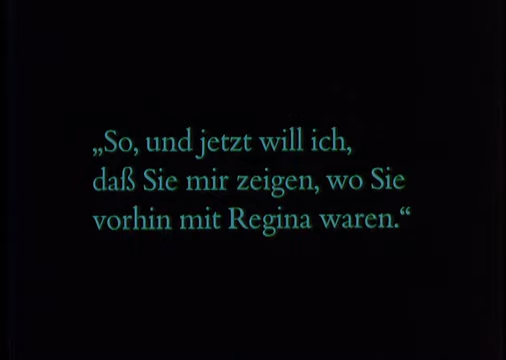 „So, und jetzt will ich,
daß Sie mir zeigen, wo Sie
vorhin mit Regina waren.“